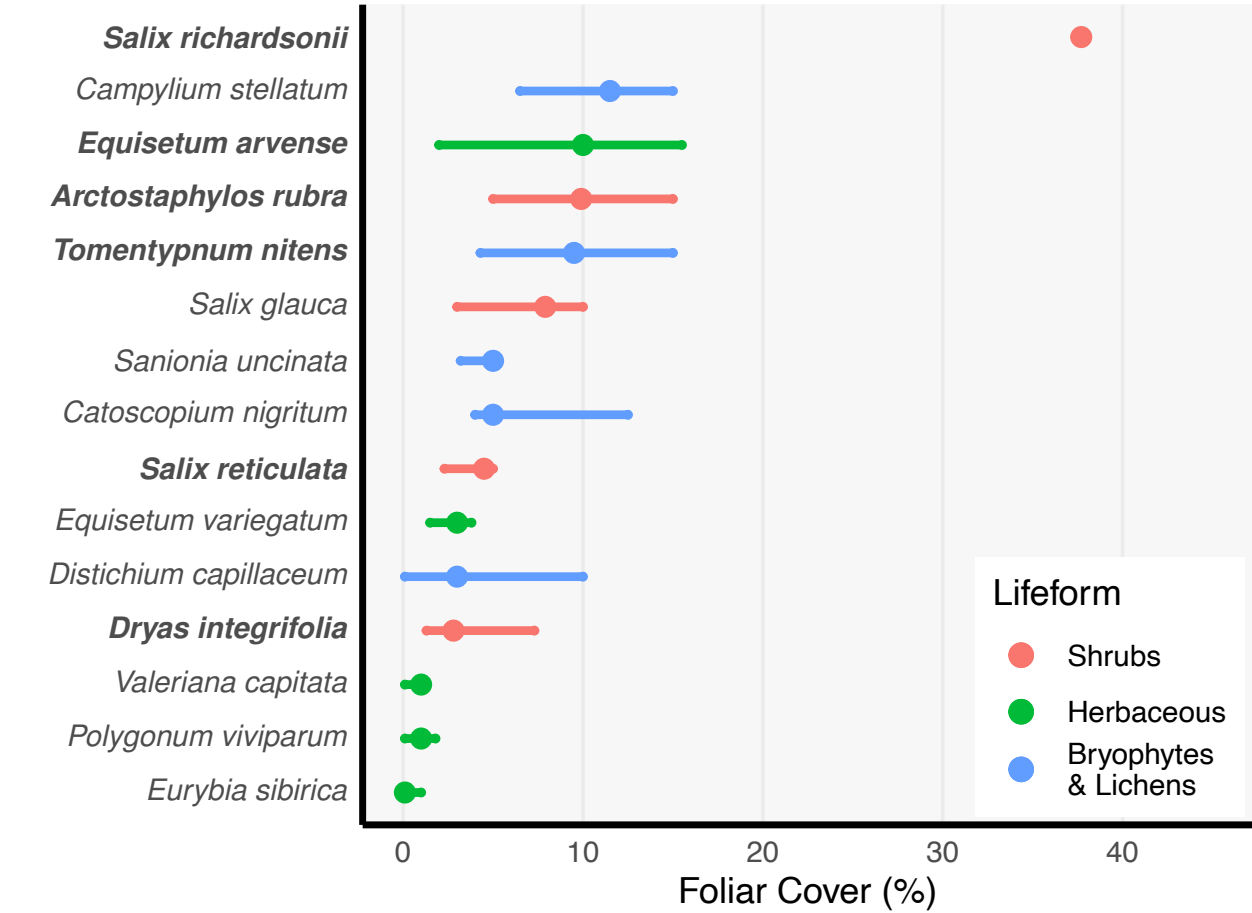 Salix richardsonii
Campylium stellatum
Equisetum arvense
Arctostaphylos rubra
Tomentypnum nitens
Salix glauca
Sanionia uncinata
Catoscopium nigritum
Salix reticulata
Equisetum variegatum
Distichium capillaceum
Dryas integrifolia
Valeriana capitata
Polygonum viviparum
Eurybia sibirica
Lifeform
Shrubs
Herbaceous
Bryophytes
& Lichens
0 10 20 30 40
Foliar Cover (%)